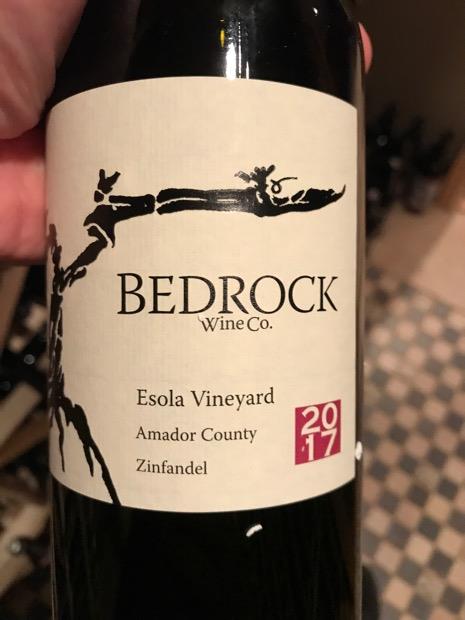 BEDROCK
Wine Co.
Esola Vineyard
Amador County
Zinfandel
20
17